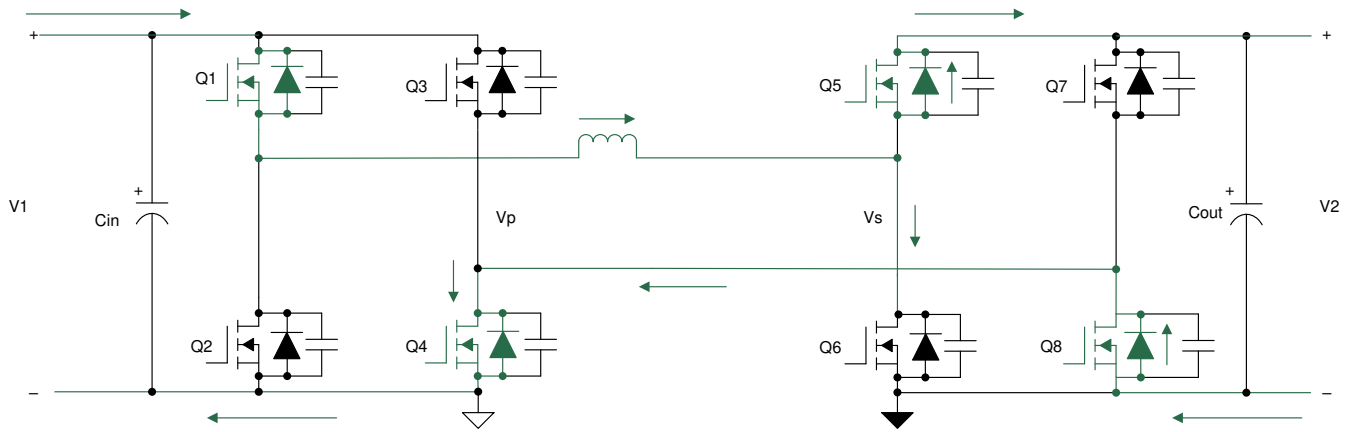 +
Q1
Q3
Q5
Q7
+
+
+
V1
Cin
Vp
Vs
Cout
V2
Q2
Q4
Q6
Q8
–
–